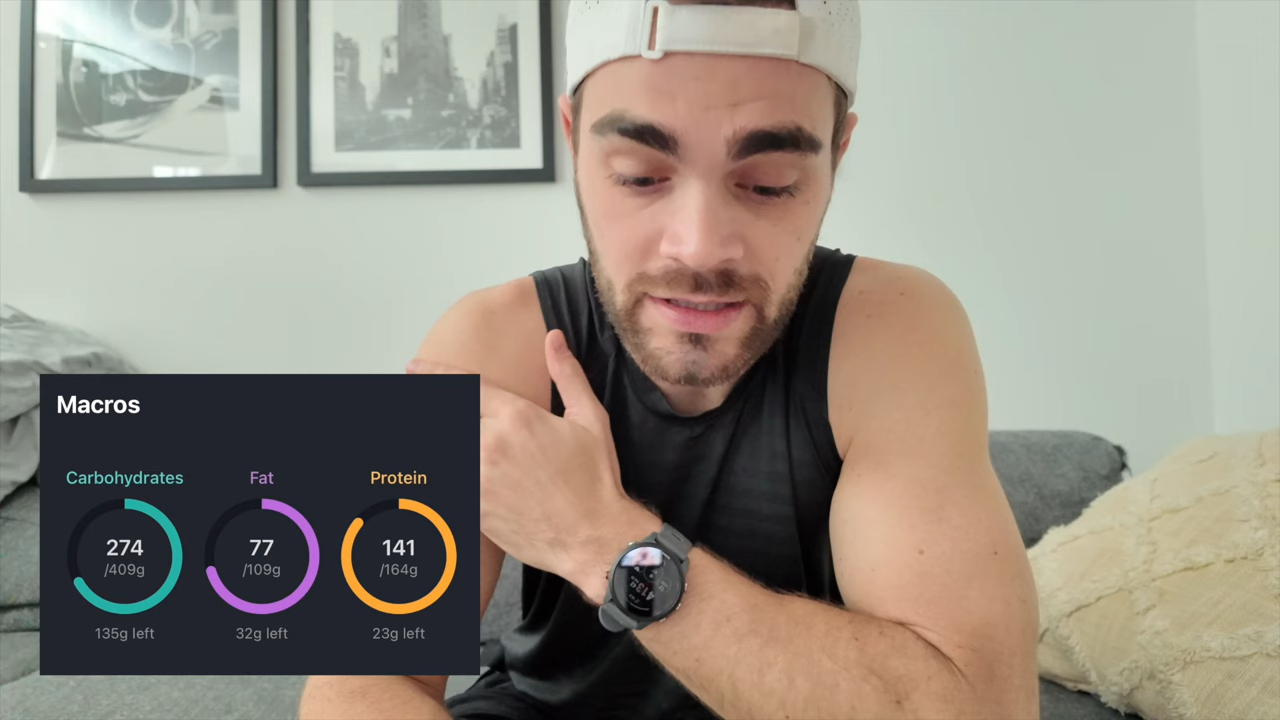 Macros
Carbohydrates Fat Protein
274 77 141
/409g /109g /164g
135g left 32g left 23g left